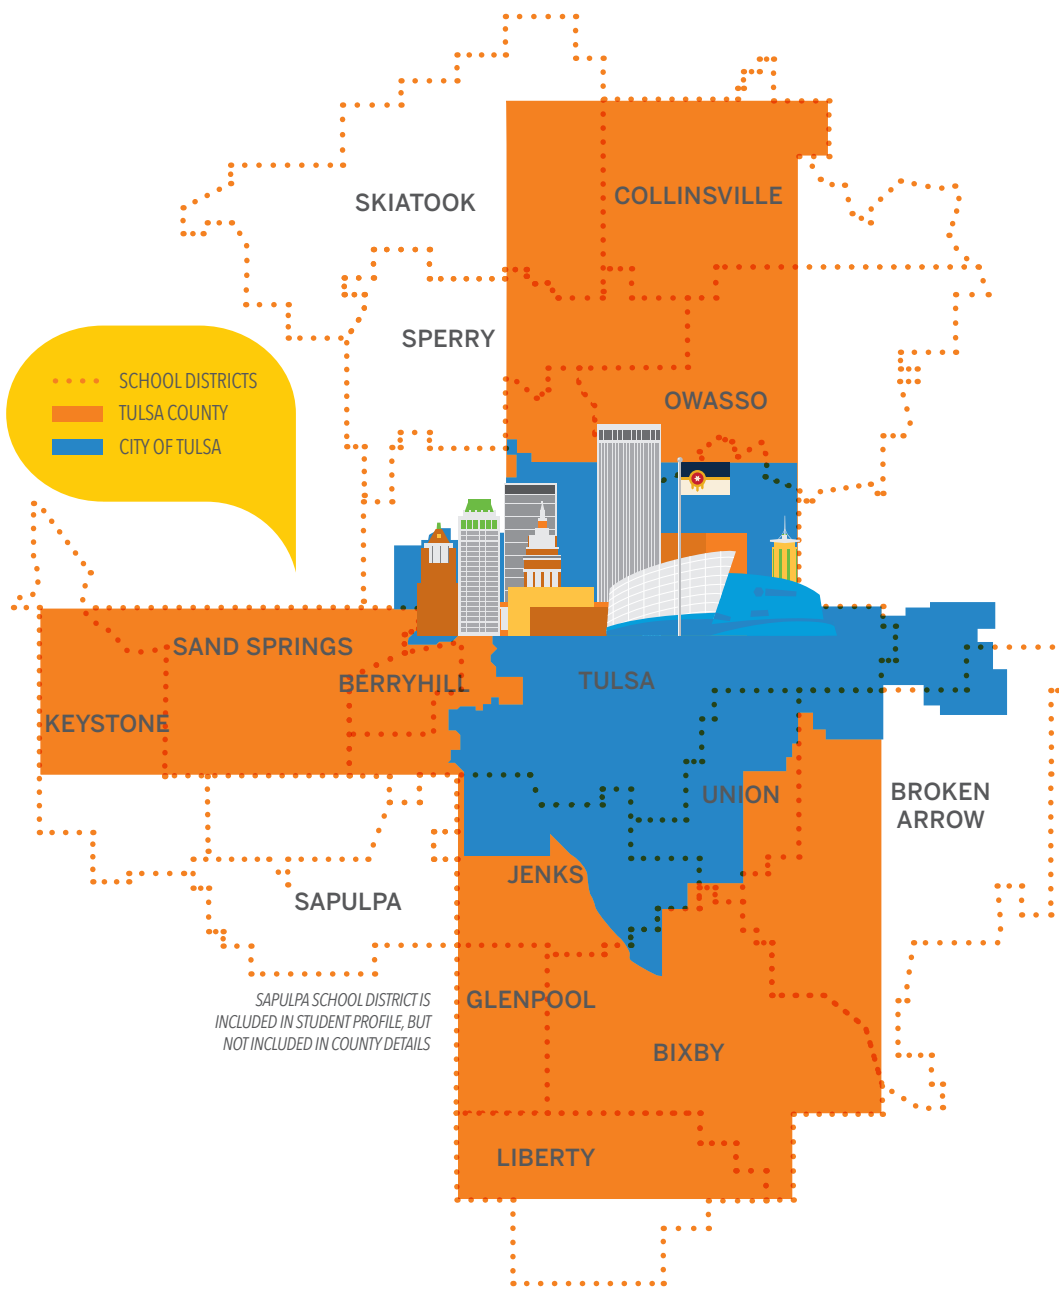 SKIATOOK
COLLINSVILLE
SPERRY
SCHOOL DISTRICTS
TULSA COUNTY
CITY OF TULSA
OWASSO
SAND SPRINGS
BERRYHILL
TULSA
KEYSTONE
UNION
BROKEN
ARROW
JENKS
SAPULPA
SAPULPA SCHOOL DISTRICT IS
INCLUDED IN STUDENT PROFILE, BUT
NOT INCLUDED IN COUNTY DETAILS
GLENPOOL
BIXBY
LIBERTY